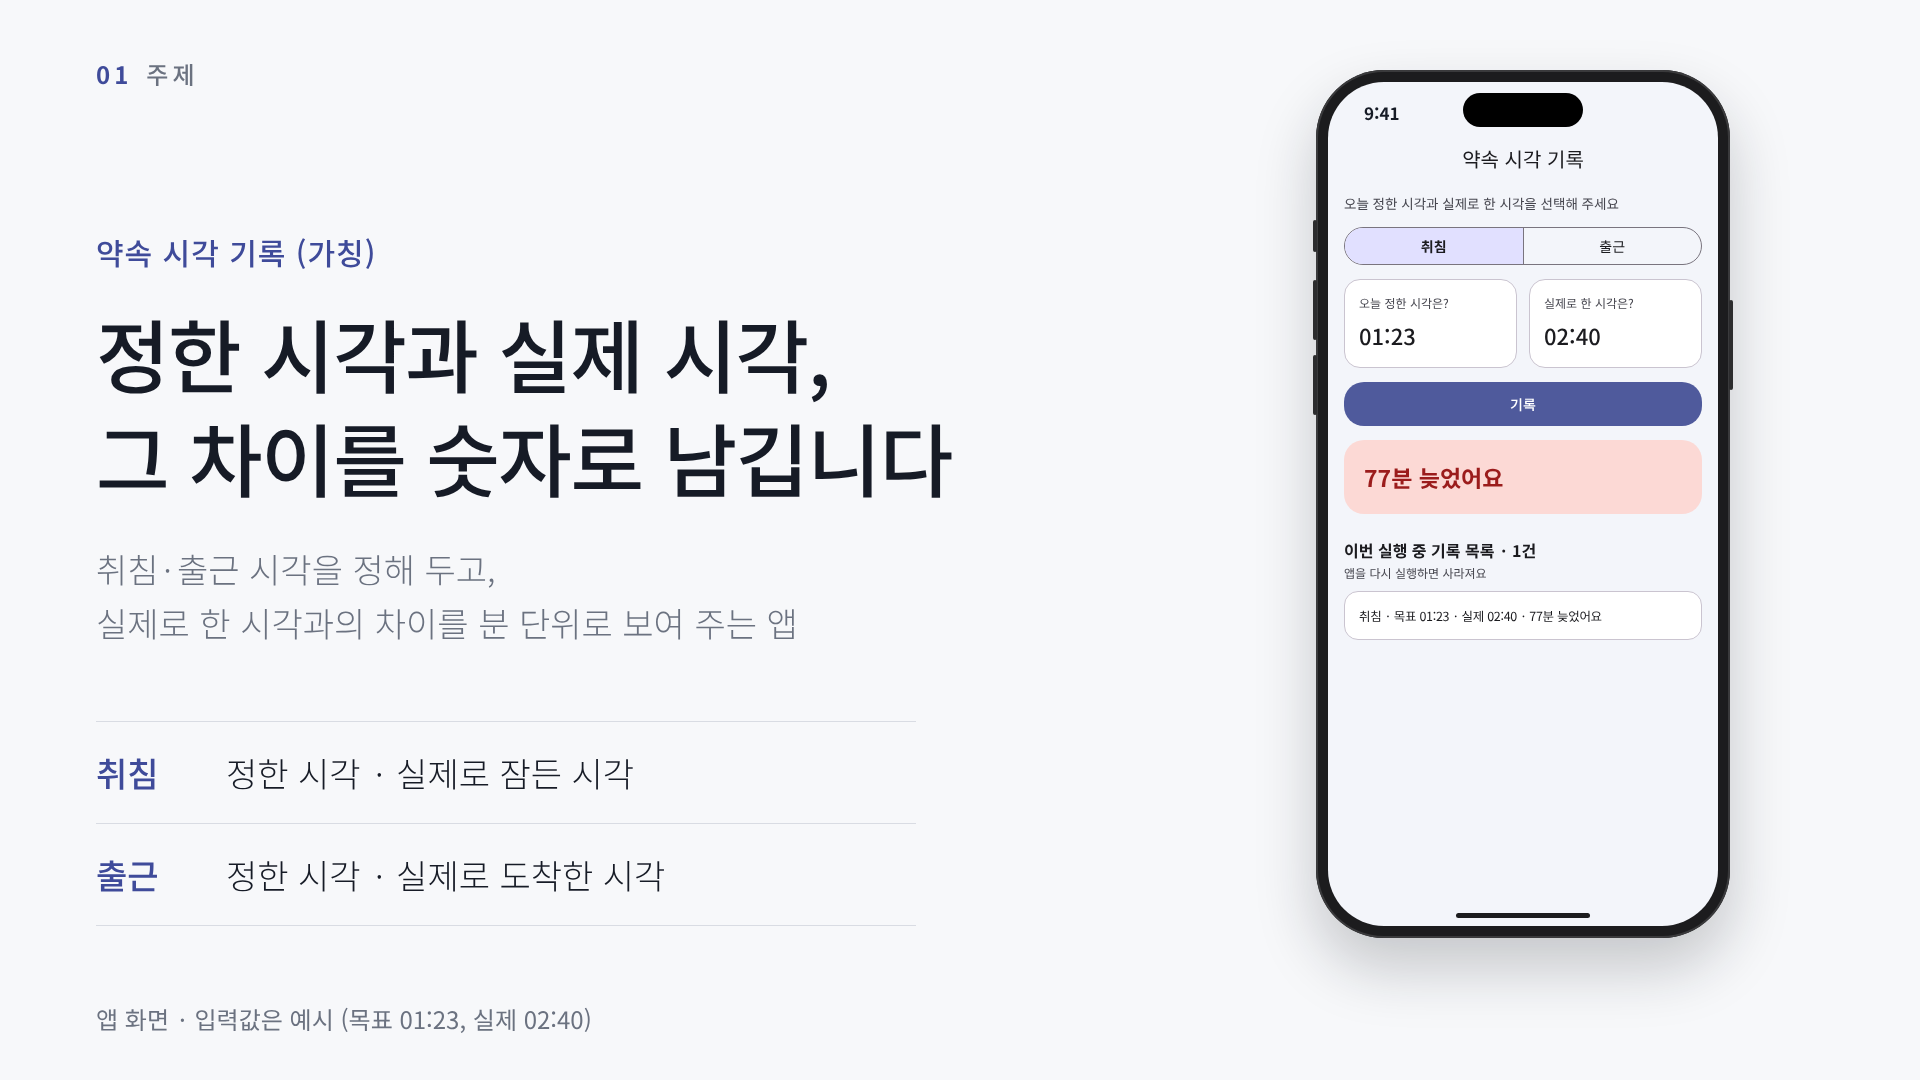 01 주제
약속 시각 기록 (가칭)
정한 시각과 실제 시각,
그 차이를 숫자로 남깁니다
취침·출근 시각을 정해 두고,
실제로 한 시각과의 차이를 분 단위로 보여 주는 앱
취침 정한 시각 · 실제로 잠든 시각
출근 정한 시각 · 실제로 도착한 시각
앱 화면 · 입력값은 예시 (목표 01:23, 실제 02:40)
9:41
약속 시각 기록
오늘 정한 시각과 실제로 한 시각을 선택해 주세요
취침 출근
오늘 정한 시각은? 실제로 한 시각은?
01:23 02:40
기록
77분 늦었어요
이번 실행 중 기록 목록 · 1건
앱을 다시 실행하면 사라져요
취침 · 목표 01:23 · 실제 02:40 · 77분 늦었어요